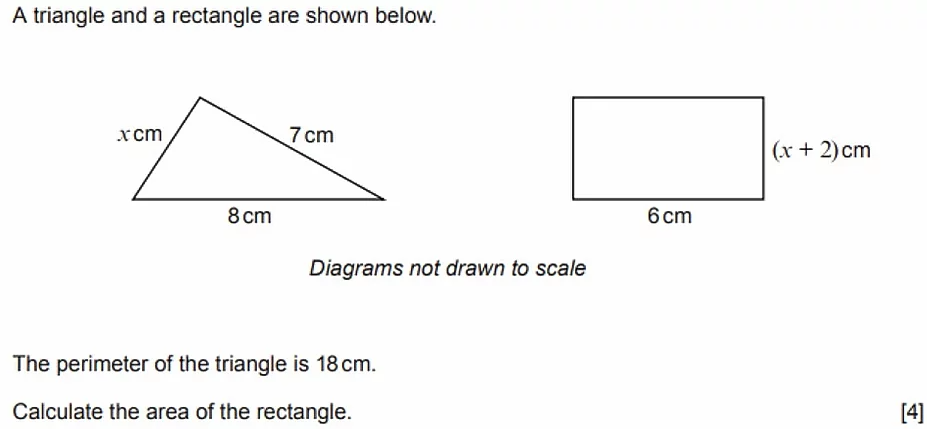 A triangle and a rectangle are shown below.
x cm
7 cm
8 cm
(x + 2) cm
6 cm
Diagrams not drawn to scale
The perimeter of the triangle is 18 cm.
Calculate the area of the rectangle. [4]